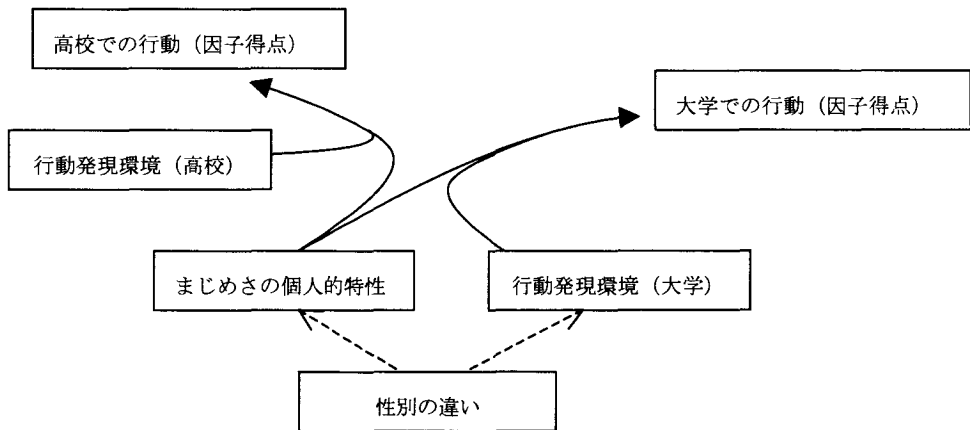 高校での行動（因子得点）
大学での行動（因子得点）
行動発現環境（高校）
まじめさの個人的特性
行動発現環境（大学）
性別の違い